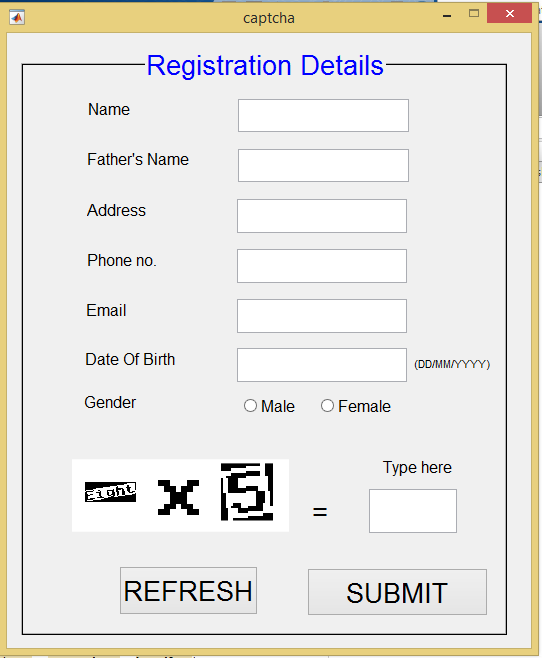 captcha
Registration Details
Name
Father's Name
Address
Phone no.
Email
Date Of Birth (DD/MM/YYYY)
Gender Male Female
Type here
Eight X 5 =
REFRESH SUBMIT